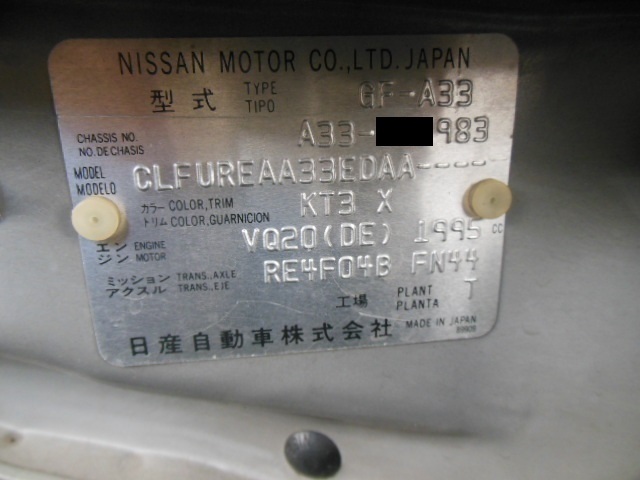 NISSAN MOTOR CO.,LTD. JAPAN
型式 TYPE TIPO GF-A33
CHASSIS NO. NO.DE CHASIS A33-983
MODEL MODELO CLFUREAA33EDAA----
カラー COLOR,TRIM トリム COLOR,GUARNICION KT3 X
エンジン ENGINE MOTOR VQ20(DE) 1995 CC
ミッション TRANS.,AXLE アクスル TRANS.,EJE RE4F04B FN44
工場 PLANT PLANTA T
日産自動車株式会社 MADE IN JAPAN